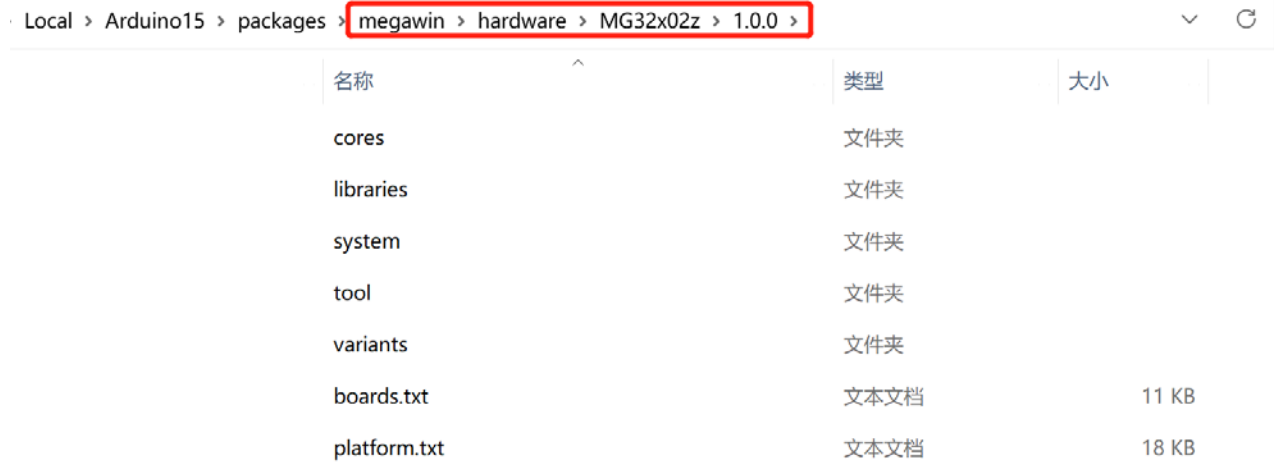 Local > Arduino15 > packages > megawin > hardware > MG32x02z > 1.0.0 >
名称 类型 大小
cores 文件夹
libraries 文件夹
system 文件夹
tool 文件夹
variants 文件夹
boards.txt 文本文档 11 KB
platform.txt 文本文档 18 KB